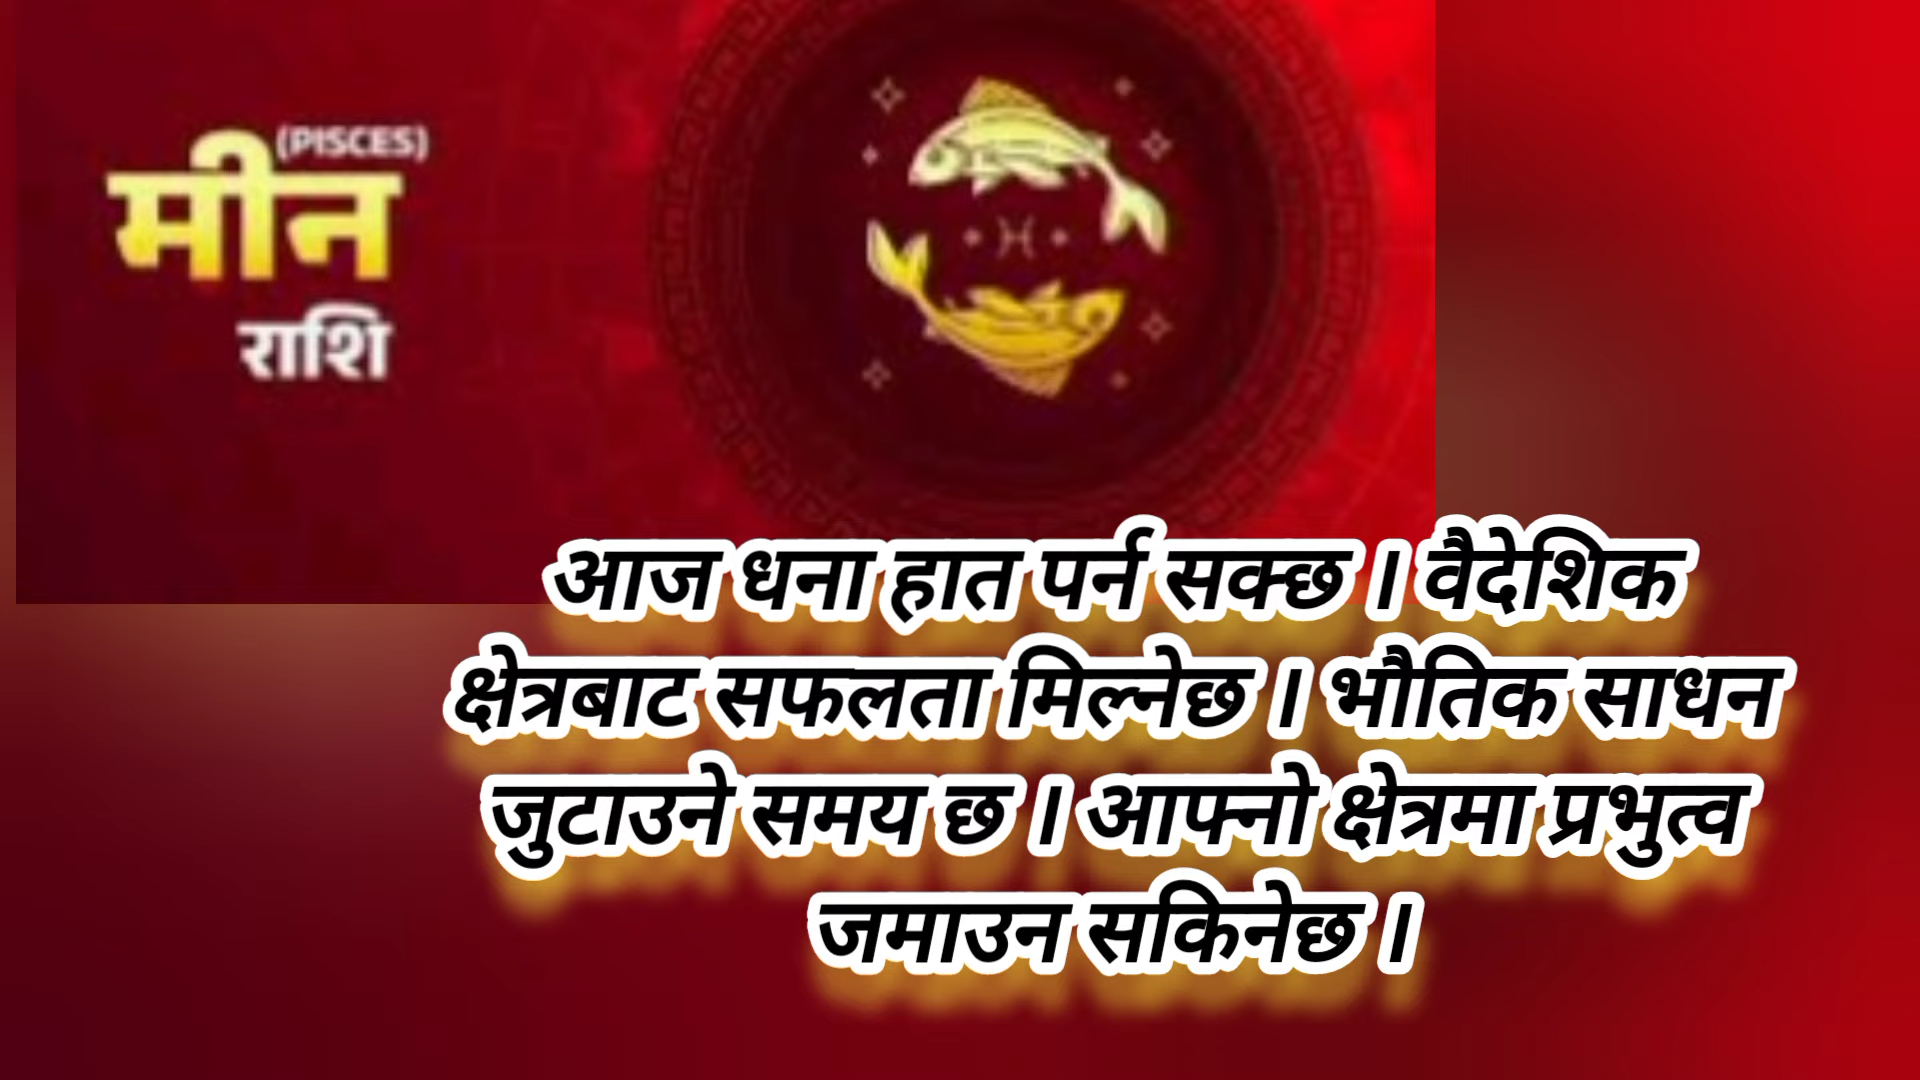 (PISCES)
मीन
राशि
आज धना हात पर्न सक्छ । वैदेशिक
क्षेत्रबाट सफलता मिल्नेछ । भौतिक साधन
जुटाउने समय छ । आफ्नो क्षेत्रमा प्रभुत्व
जमाउन सकिनेछ ।